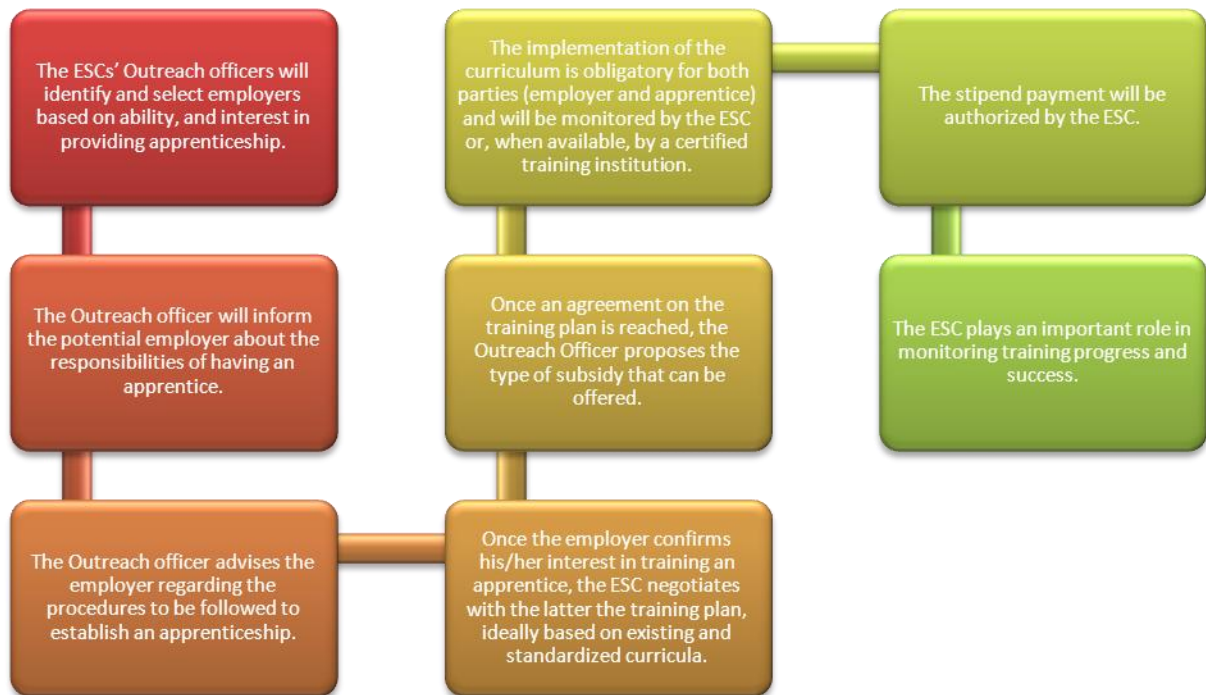 The ESCs' Outreach officers will
identify and select employers
based on ability, and interest in
providing apprenticeship.
The Outreach officer will inform
the potential employer about the
responsibilities of having an
apprentice.
The Outreach officer advises the
employer regarding the
procedures to be followed to
establish an apprenticeship.
Once the employer confirms
his/her interest in training an
apprentice, the ESC negotiates
with the latter the training plan,
ideally based on existing and
standardized curricula.
Once an agreement on the
training plan is reached, the
Outreach Officer proposes the
type of subsidy that can be
offered.
The implementation of the
curriculum is obligatory for both
parties (employer and apprentice)
and will be monitored by the ESC
or, when available, by a certified
training institution.
The stipend payment will be
authorized by the ESC.
The ESC plays an important role in
monitoring training progress and
success.